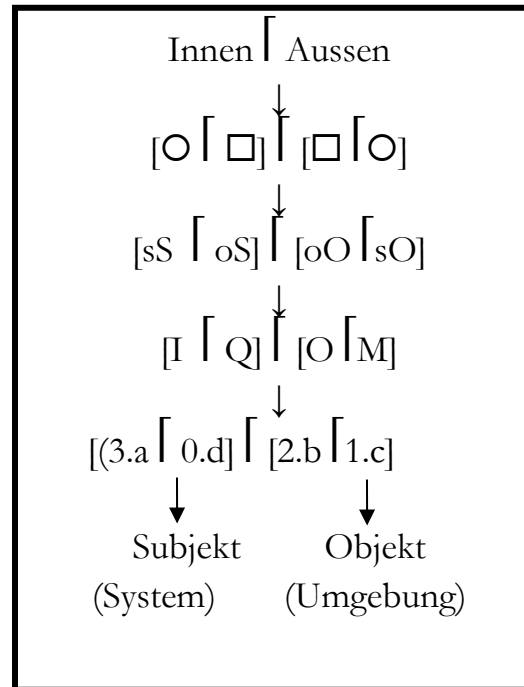 Innen ⌈ Aussen
↓
[○ ⌈ □] ⌈ [□ ⌈ ○]
↓
[sS ⌈ oS] ⌈ [oO ⌈ sO]
↓
[I ⌈ Q] ⌈ [O ⌈ M]
↓
[(3.a ⌈ 0.d] ⌈ [2.b ⌈ 1.c]
↓ ↓
Subjekt Objekt
(System) (Umgebung)